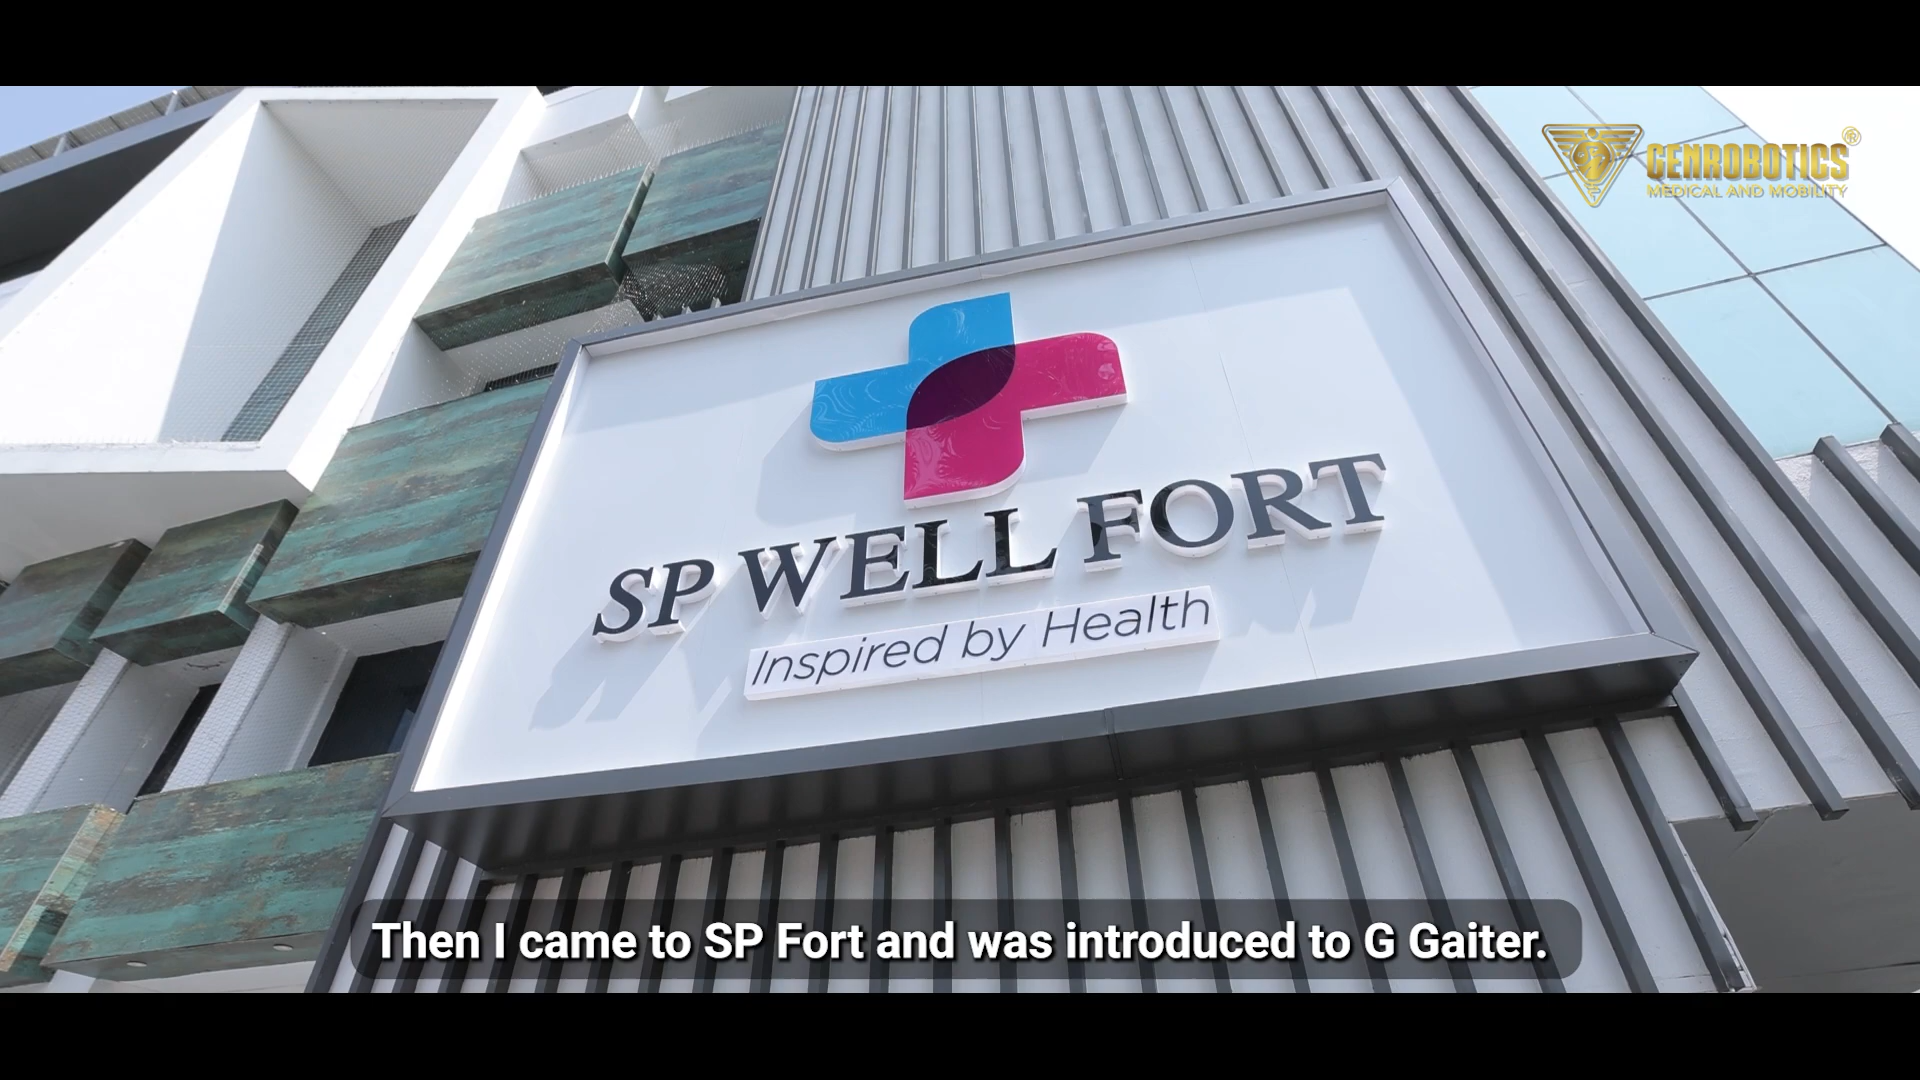 GENROBOTICS®
MEDICAL AND MOBILITY
SP WELL FORT
Inspired by Health
Then I came to SP Fort and was introduced to G Gaiter.